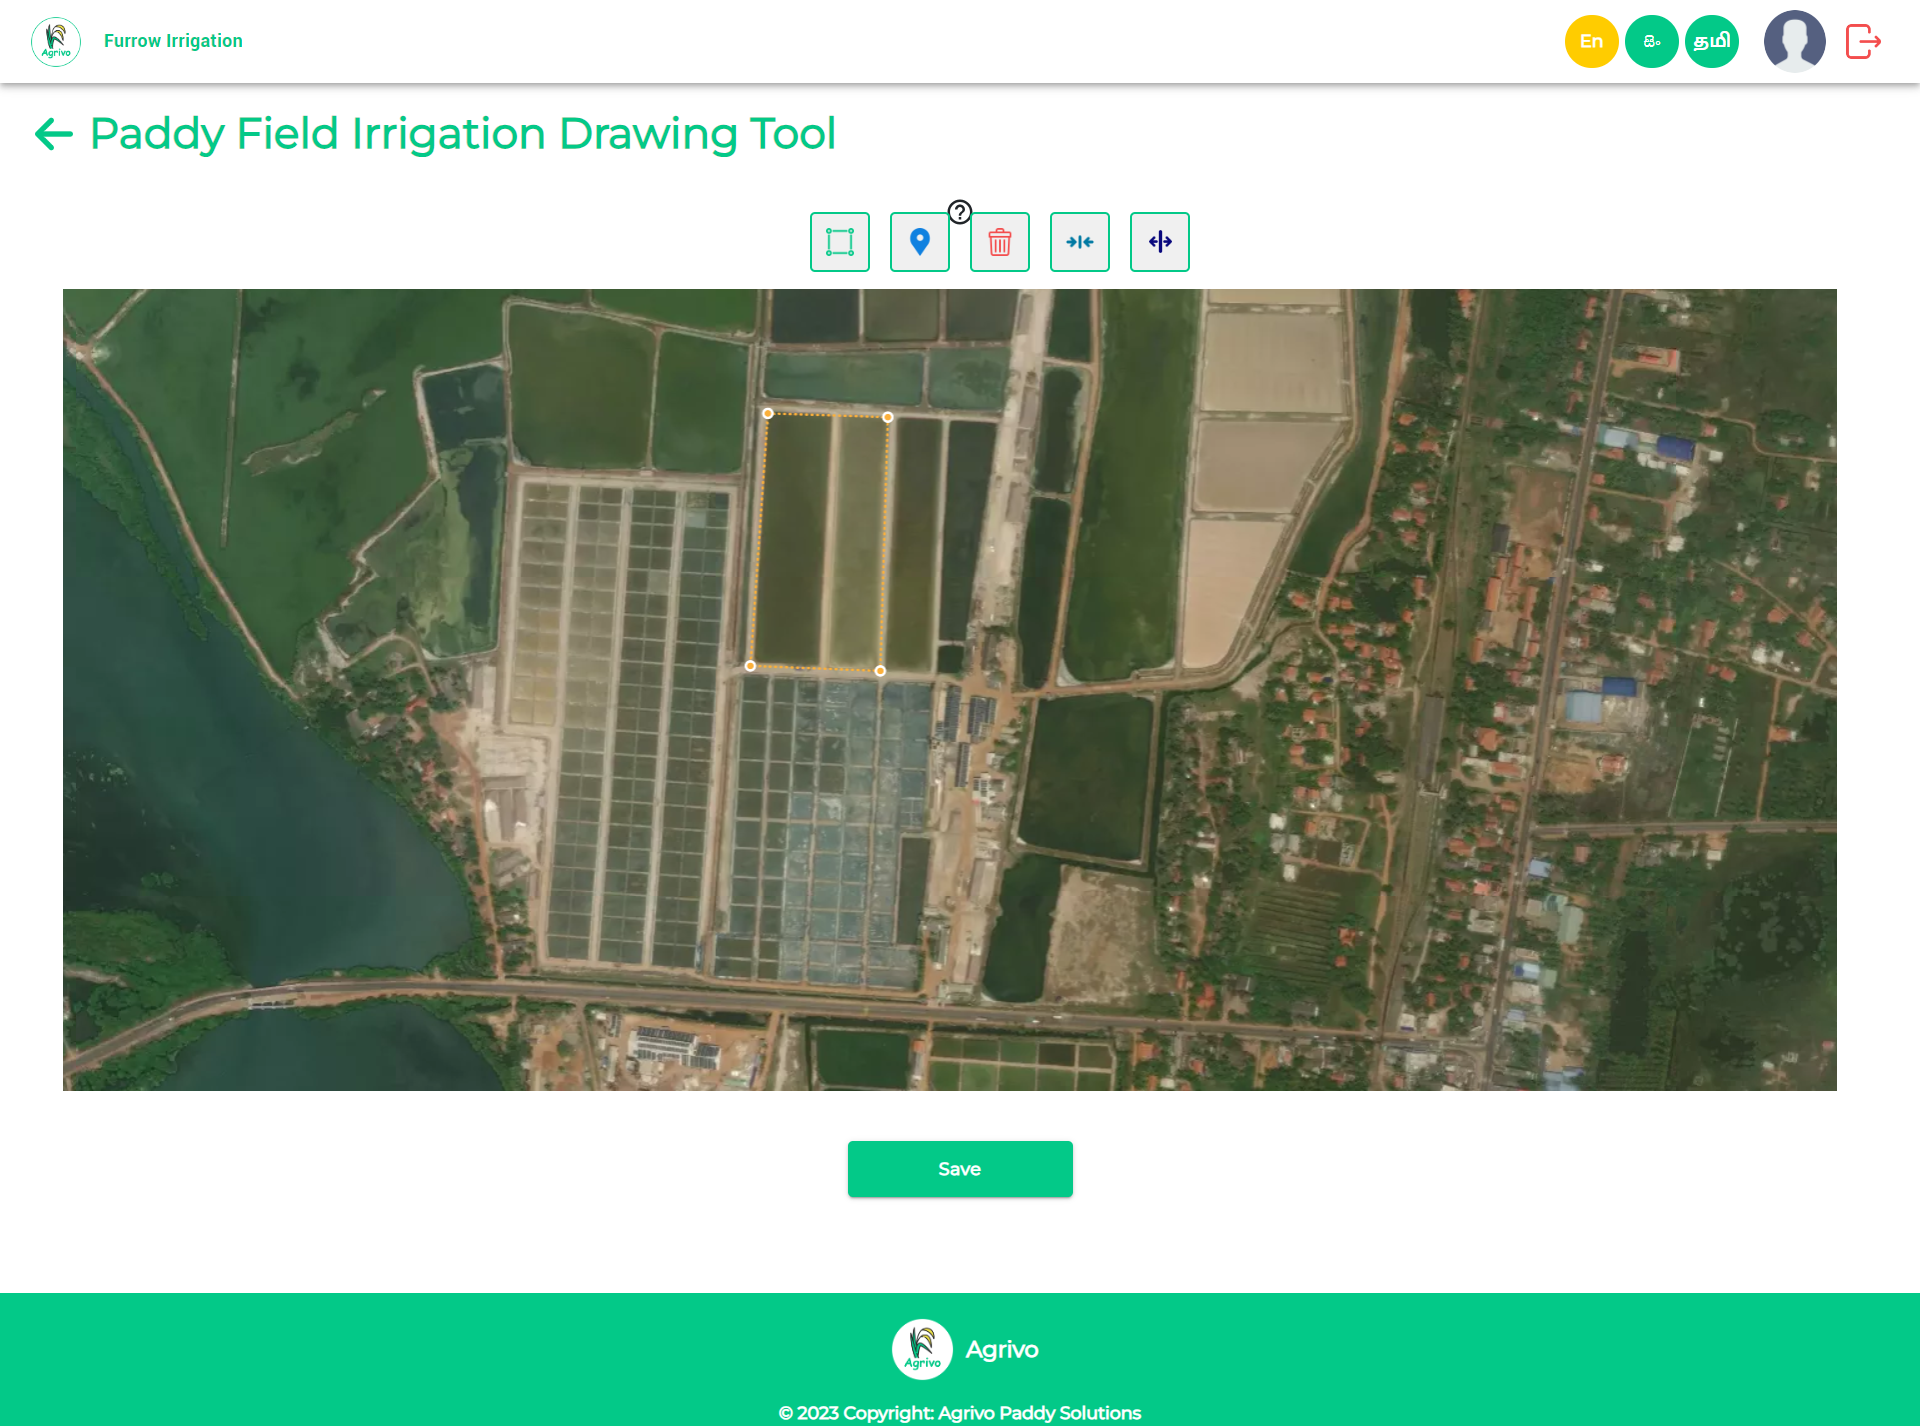 Agrivo
Furrow Irrigation
En
සිං
தமி
Paddy Field Irrigation Drawing Tool
Save
Agrivo
Agrivo
© 2023 Copyright: Agrivo Paddy Solutions